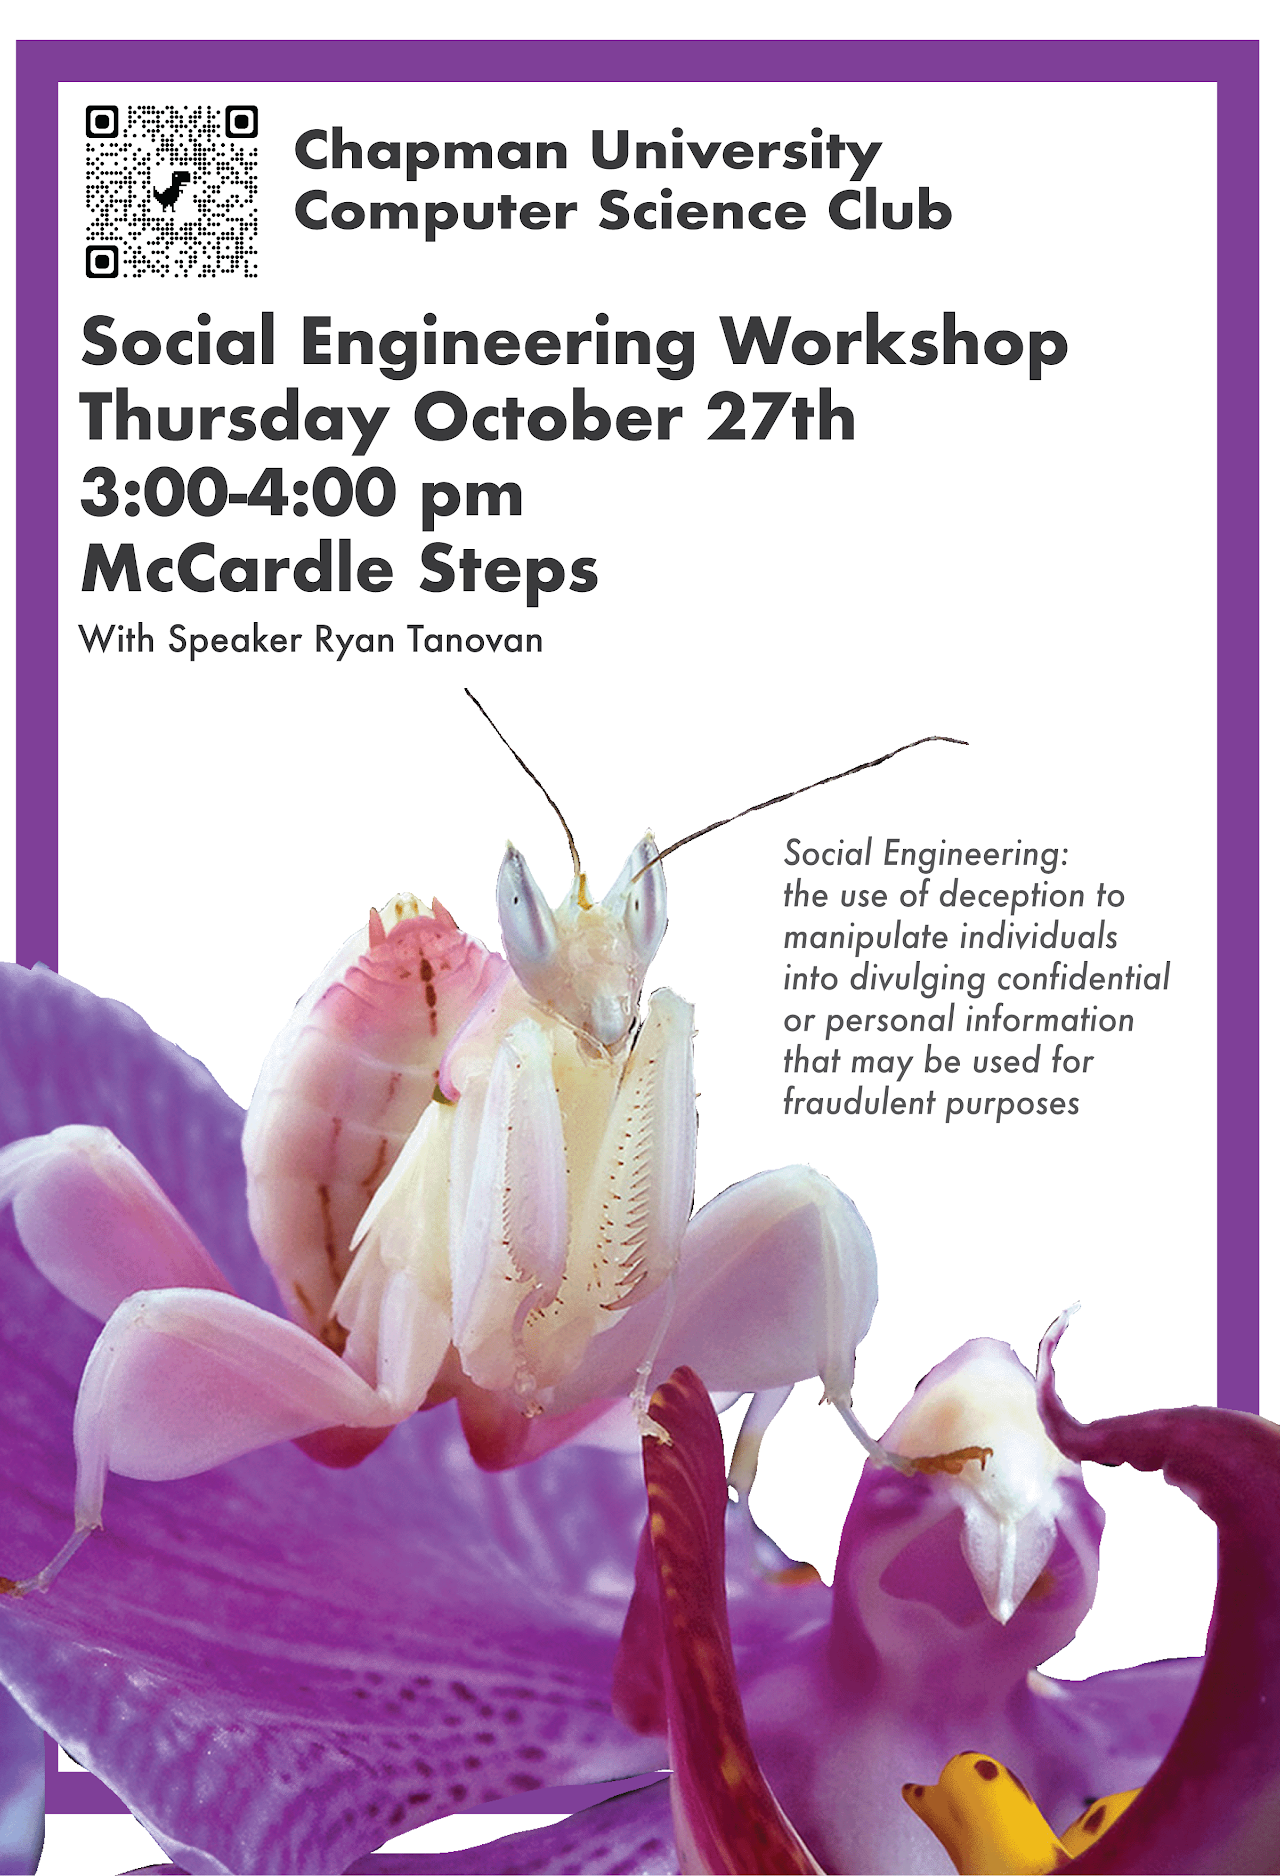 Chapman University
Computer Science Club
Social Engineering Workshop
Thursday October 27th
3:00-4:00 pm
McCardle Steps
With Speaker Ryan Tanovan
Social Engineering:
the use of deception to
manipulate individuals
into divulging confidential
or personal information
that may be used for
fraudulent purposes